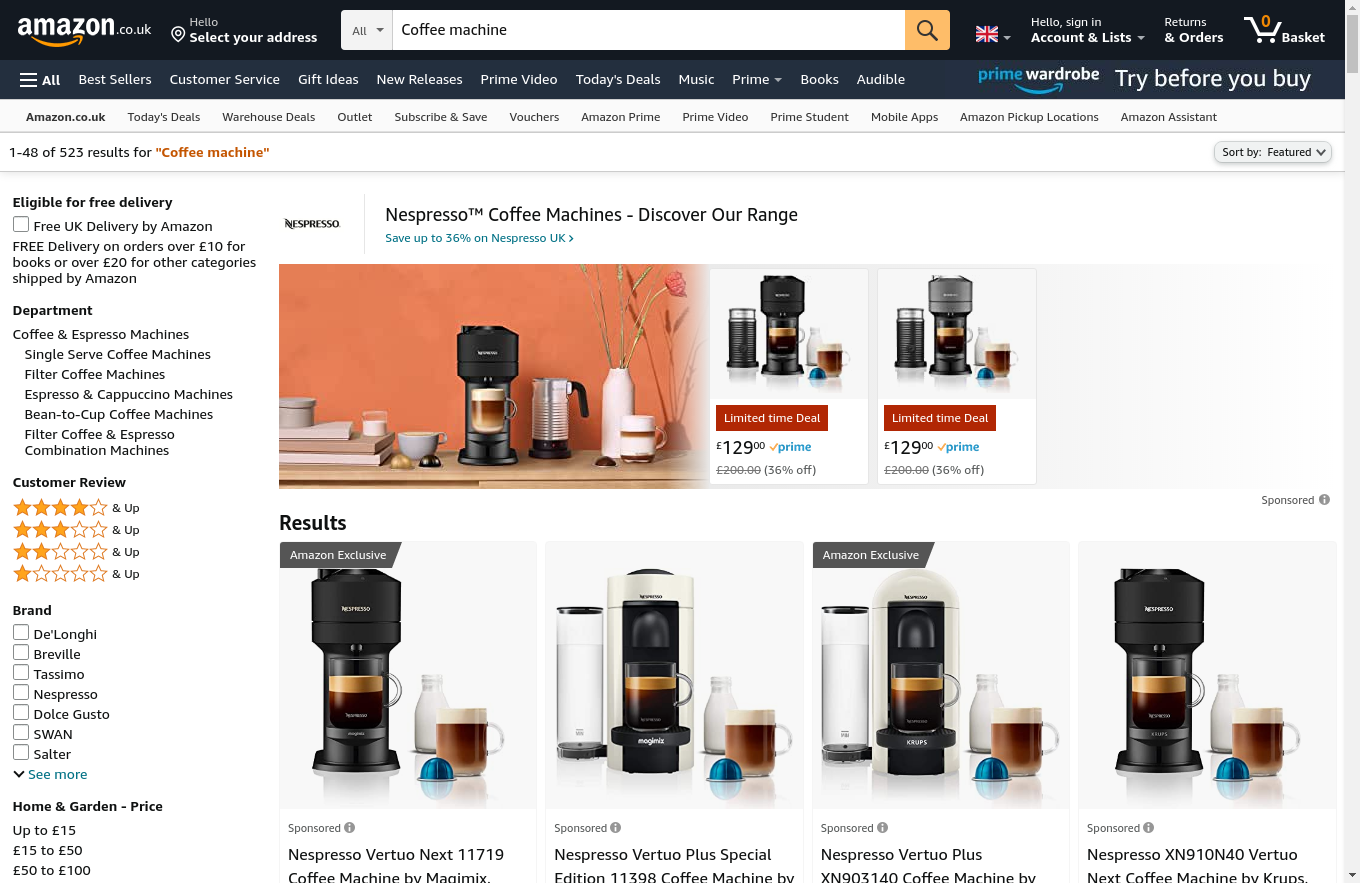 amazon.co.uk
Hello
Select your address
All
Coffee machine
Hello, sign in
Account & Lists
Returns
& Orders
0
Basket
All
Best Sellers
Customer Service
Gift Ideas
New Releases
Prime Video
Today's Deals
Music
Prime
Books
Audible
prime wardrobe
Try before you buy
Amazon.co.uk
Today's Deals
Warehouse Deals
Outlet
Subscribe & Save
Vouchers
Amazon Prime
Prime Video
Prime Student
Mobile Apps
Amazon Pickup Locations
Amazon Assistant
1-48 of 523 results for "Coffee machine"
Sort by: Featured
Eligible for free delivery
Free UK Delivery by Amazon
FREE Delivery on orders over £10 for
books or over £20 for other categories
shipped by Amazon
Department
Coffee & Espresso Machines
Single Serve Coffee Machines
Filter Coffee Machines
Espresso & Cappuccino Machines
Bean-to-Cup Coffee Machines
Filter Coffee & Espresso
Combination Machines
Customer Review
& Up
& Up
& Up
& Up
Brand
De'Longhi
Breville
Tassimo
Nespresso
Dolce Gusto
SWAN
Salter
See more
Home & Garden - Price
Up to £15
£15 to £50
£50 to £100
NESPRESSO
Nespresso™ Coffee Machines - Discover Our Range
Save up to 36% on Nespresso UK ›
Limited time Deal
£129.00 prime
£200.00 (36% off)
Limited time Deal
£129.00 prime
£200.00 (36% off)
Sponsored
Results
Amazon Exclusive
NESPRESSO
NESPRESSO
magimix
Sponsored
Nespresso Vertuo Next 11719
Coffee Machine by Magimix,
NESPRESSO
NESPRESSO
magimix
Sponsored
Nespresso Vertuo Plus Special
Edition 11398 Coffee Machine by
Amazon Exclusive
NESPRESSO
NESPRESSO
KRUPS
Sponsored
Nespresso Vertuo Plus
XN903140 Coffee Machine by
NESPRESSO
NESPRESSO
KRUPS
Sponsored
Nespresso XN910N40 Vertuo
Next Coffee Machine by Krups,